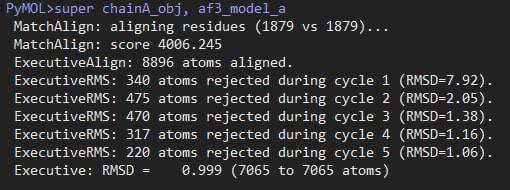 PyMOL>super chainA_obj, af3_model_a
MatchAlign: aligning residues (1879 vs 1879)...
MatchAlign: score 4006.245
ExecutiveAlign: 8896 atoms aligned.
ExecutiveRMS: 340 atoms rejected during cycle 1 (RMSD=7.92).
ExecutiveRMS: 475 atoms rejected during cycle 2 (RMSD=2.05).
ExecutiveRMS: 470 atoms rejected during cycle 3 (RMSD=1.38).
ExecutiveRMS: 317 atoms rejected during cycle 4 (RMSD=1.16).
ExecutiveRMS: 220 atoms rejected during cycle 5 (RMSD=1.06).
Executive: RMSD =    0.999 (7065 to 7065 atoms)